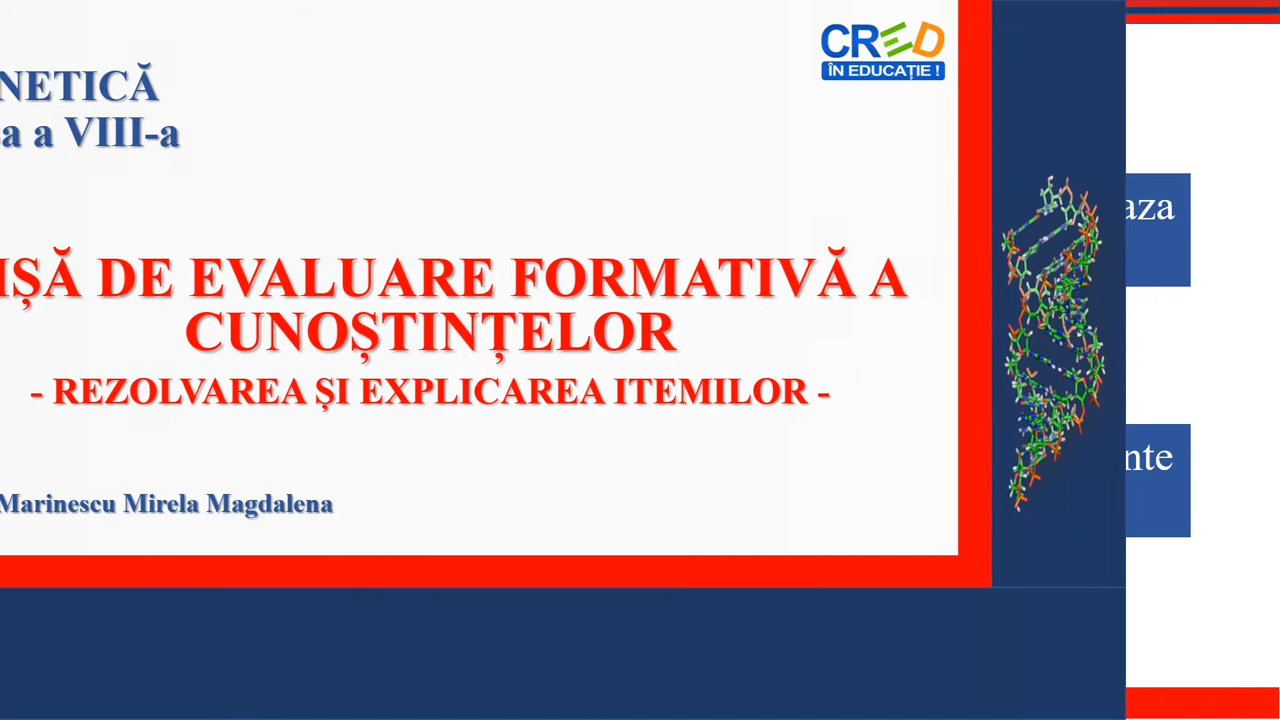 CRED
ÎN EDUCAȚIE !
NETICĂ
a a VIII-a
IȘĂ DE EVALUARE FORMATIVĂ A
CUNOȘTINȚELOR
- REZOLVAREA ȘI EXPLICAREA ITEMILOR -
Marinescu Mirela Magdalena
aza
nte